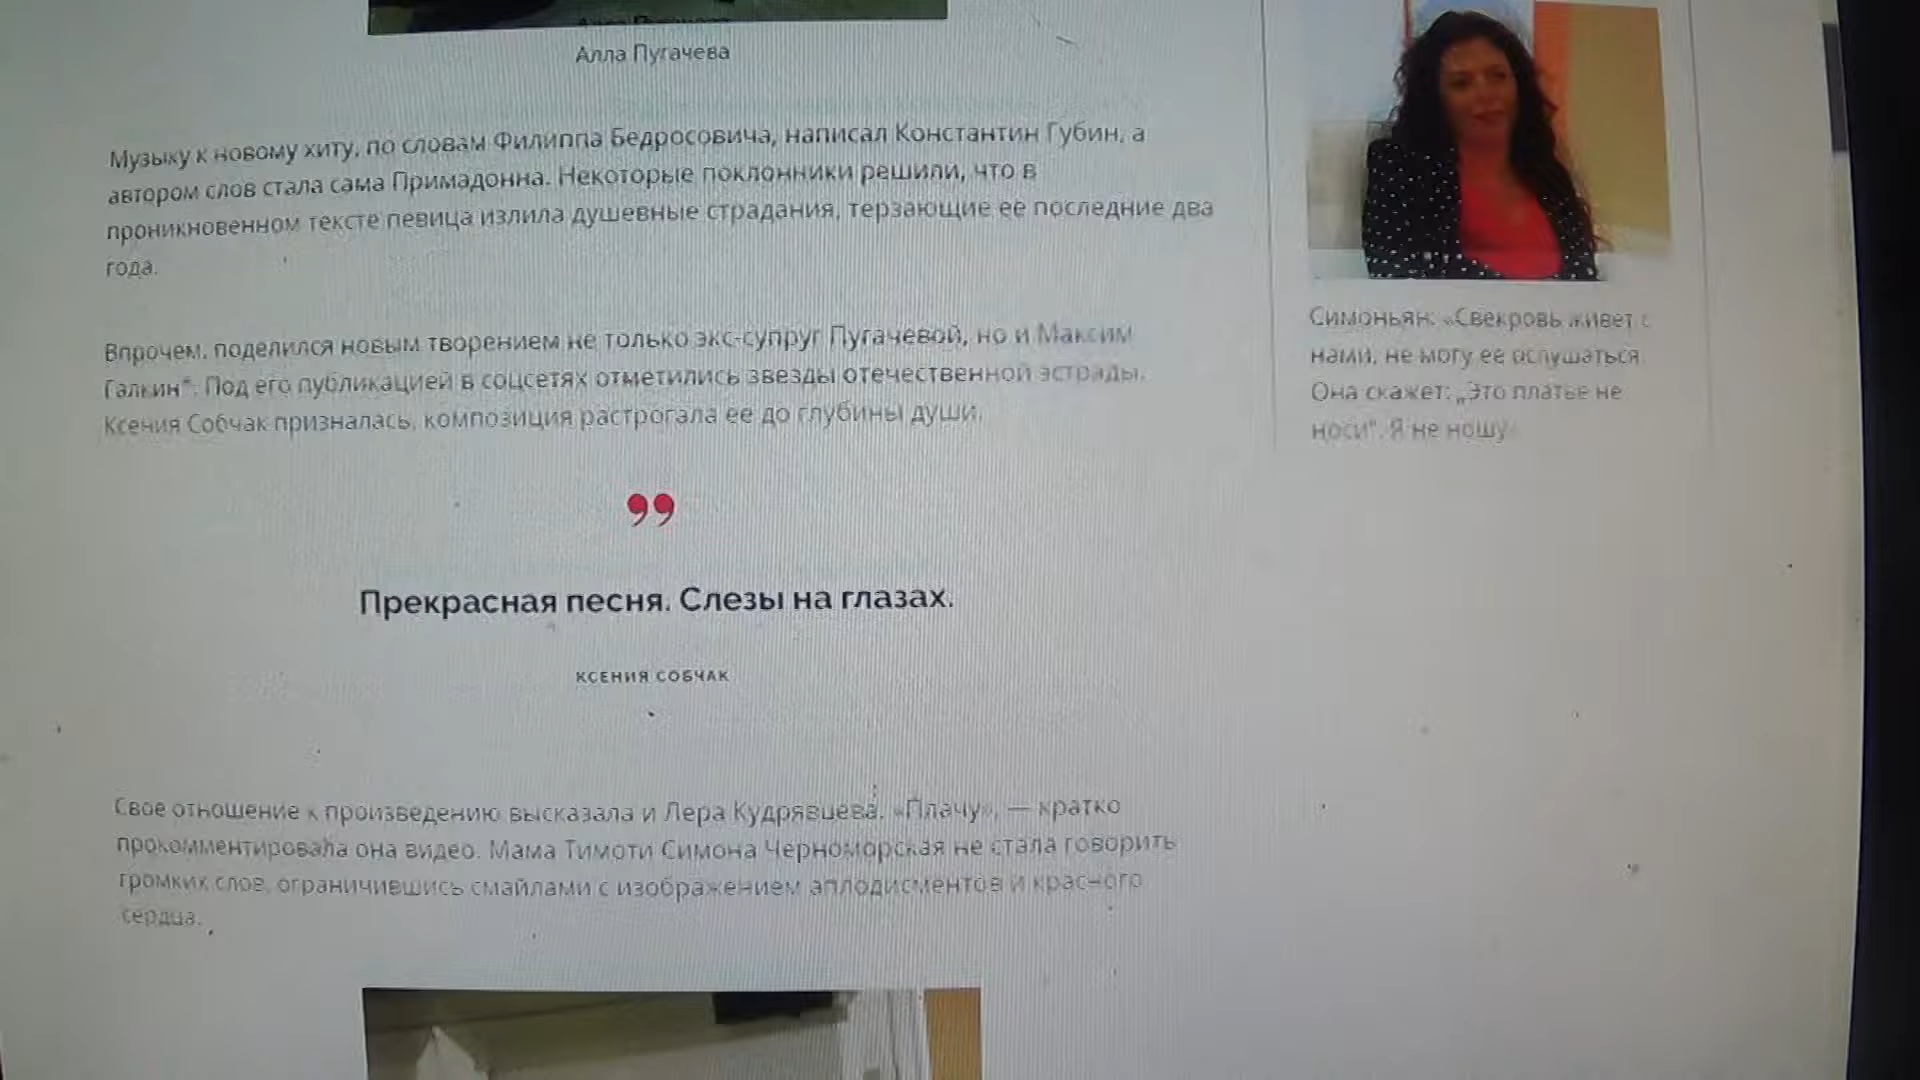 Алла Пугачева
Музыку к новому хиту, по словам Филиппа Бедросовича, написал Константин Губин, а
автором слов стала сама Примадонна. Некоторые поклонники решили, что в
проникновенном тексте певица излила душевные страдания, терзающие ее последние два
года.
Впрочем, поделился новым творением не только экс-супруг Пугачевой, но и Максим
Галкин*. Под его публикацией в соцсетях отметились звезды отечественной эстрады.
Ксения Собчак призналась, композиция растрогала ее до глубины души.
”
Прекрасная песня. Слезы на глазах.
КСЕНИЯ СОБЧАК
Свое отношение к произведению высказала и Лера Кудрявцева. «Плачу», — кратко
прокомментировала она видео. Мама Тимоти Симона Черноморская не стала говорить
громких слов, ограничившись смайлами с изображением аплодисментов и красного
сердца.
Симоньян: «Свекровь живет с
нами, не могу ее ослушаться.
Она скажет: „Это платье не
носи“. Я не ношу»